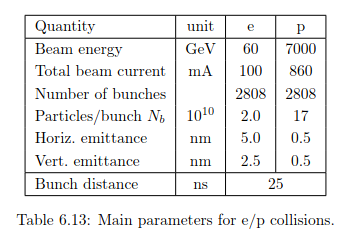 Quantity unit e p
Beam energy GeV 60 7000
Total beam current mA 100 860
Number of bunches 2808 2808
Particles/bunch N_b 10^10 2.0 17
Horiz. emittance nm 5.0 0.5
Vert. emittance nm 2.5 0.5
Bunch distance ns 25
Table 6.13: Main parameters for e/p collisions.